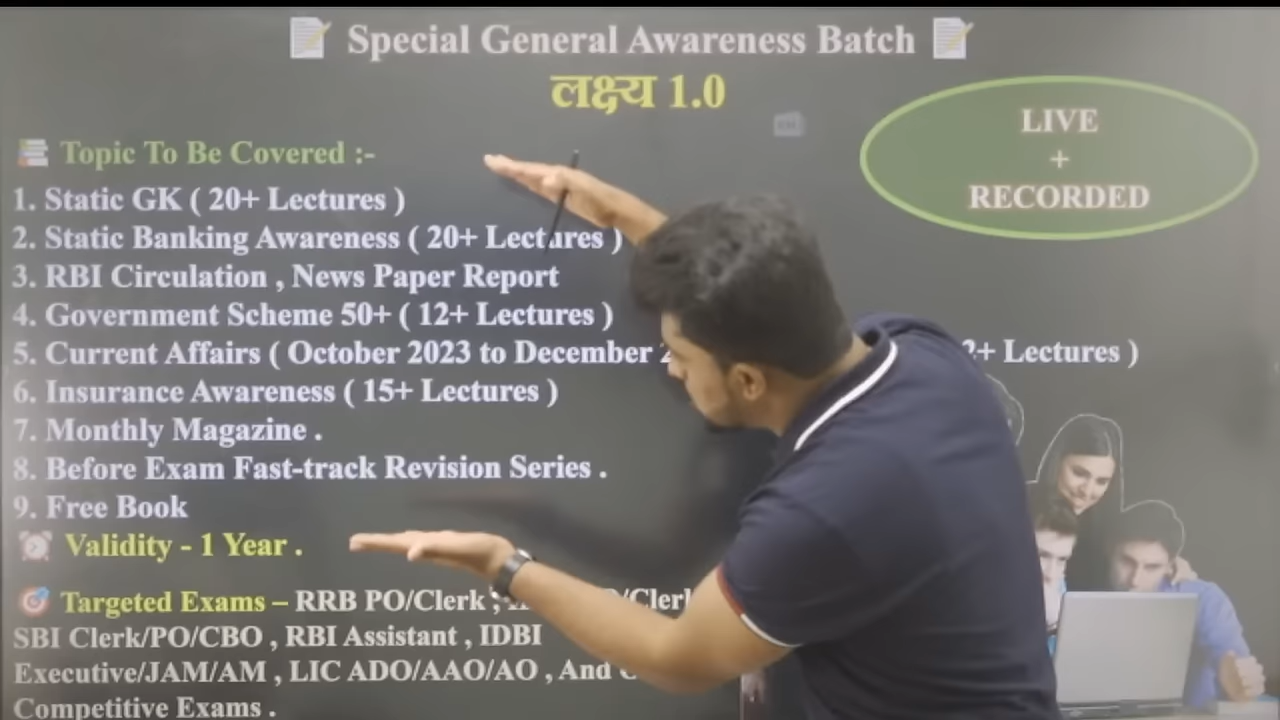 Special General Awareness Batch
लक्ष्य 1.0
LIVE
+
RECORDED
Topic To Be Covered :-
1. Static GK ( 20+ Lectures )
2. Static Banking Awareness ( 20+ Lectures )
3. RBI Circulation , News Paper Report
4. Government Scheme 50+ ( 12+ Lectures )
5. Current Affairs ( October 2023 to December 2+ Lectures )
6. Insurance Awareness ( 15+ Lectures )
7. Monthly Magazine .
8. Before Exam Fast-track Revision Series .
9. Free Book
Validity - 1 Year .
Targeted Exams – RRB PO/Clerk ,
SBI Clerk/PO/CBO , RBI Assistant , IDBI
Executive/JAM/AM , LIC ADO/AAO/AO , And
Competitive Exams .